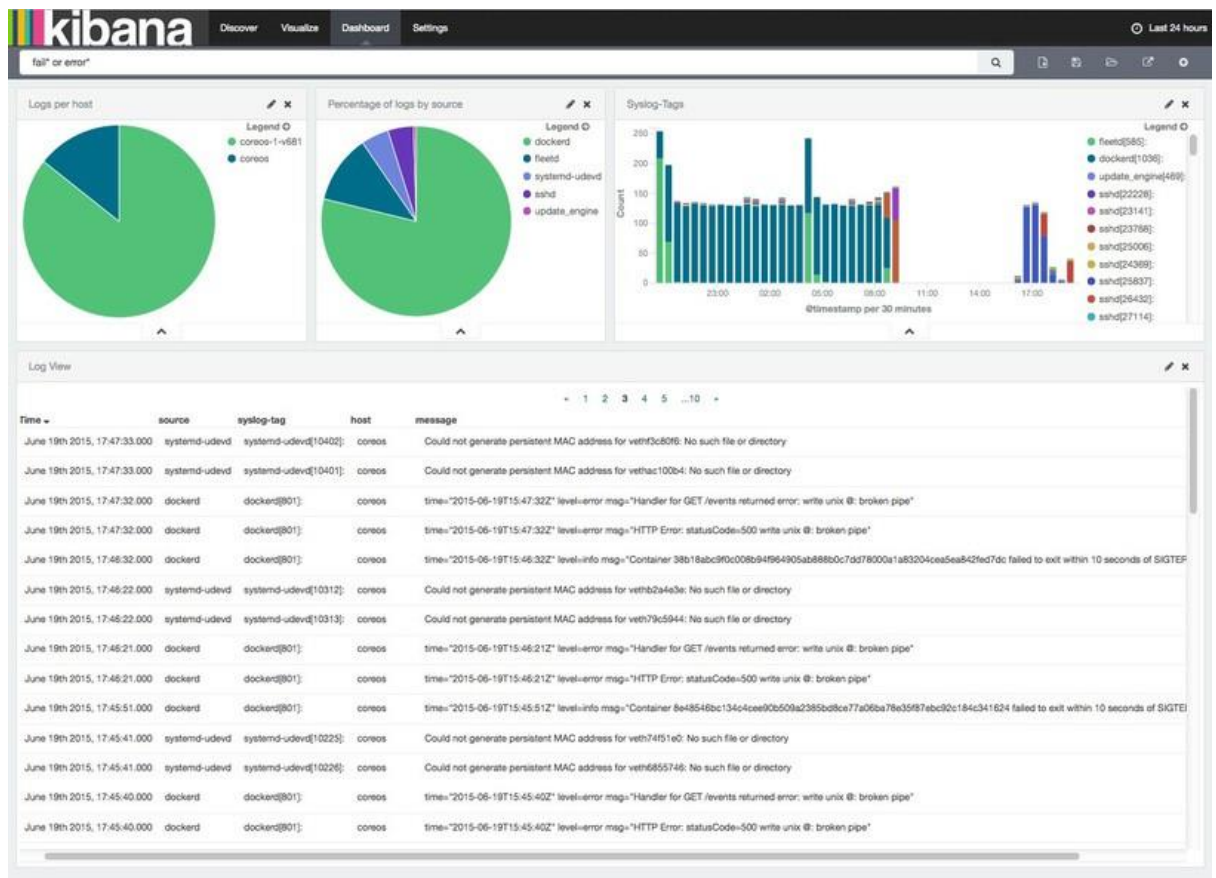 kibana Discover Visualize Dashboard Settings Last 24 hours
fail* or error*
Logs per host
Legend
coreos-1-v681
coreos
Percentage of logs by source
Legend
dockerd
fleetd
systemd-udevd
sshd
update_engine
Syslog-Tags
Legend
fleetd[585]:
dockerd[1036]:
update_engine[469]:
sshd[22228]:
sshd[23141]:
sshd[23768]:
sshd[25006]:
sshd[24369]:
sshd[25837]:
sshd[26432]:
sshd[27114]:
Count
250
200
150
100
50
0
23:00 02:00 05:00 08:00 11:00 14:00 17:00
@timestamp per 30 minutes
Log View
« 1 2 3 4 5 ...10 »
Time source syslog-tag host message
June 19th 2015, 17:47:33.000 systemd-udevd systemd-udevd[10402]: coreos Could not generate persistent MAC address for vethf3c80f6: No such file or directory
June 19th 2015, 17:47:33.000 systemd-udevd systemd-udevd[10401]: coreos Could not generate persistent MAC address for vethac100b4: No such file or directory
June 19th 2015, 17:47:32.000 dockerd dockerd[801]: coreos time="2015-06-19T15:47:32Z" level=error msg="Handler for GET /events returned error: write unix @: broken pipe"
June 19th 2015, 17:47:32.000 dockerd dockerd[801]: coreos time="2015-06-19T15:47:32Z" level=error msg="HTTP Error: statusCode=500 write unix @: broken pipe"
June 19th 2015, 17:46:32.000 dockerd dockerd[801]: coreos time="2015-06-19T15:46:32Z" level=info msg="Container 38b18abc9f0c008b94f964905ab888b0c7dd78000a1a83204cea5ea842fed7dc failed to exit within 10 seconds of SIGTER
June 19th 2015, 17:46:22.000 systemd-udevd systemd-udevd[10312]: coreos Could not generate persistent MAC address for vethb2a4e3e: No such file or directory
June 19th 2015, 17:46:22.000 systemd-udevd systemd-udevd[10313]: coreos Could not generate persistent MAC address for veth79c5944: No such file or directory
June 19th 2015, 17:46:21.000 dockerd dockerd[801]: coreos time="2015-06-19T15:46:21Z" level=error msg="Handler for GET /events returned error: write unix @: broken pipe"
June 19th 2015, 17:46:21.000 dockerd dockerd[801]: coreos time="2015-06-19T15:46:21Z" level=error msg="HTTP Error: statusCode=500 write unix @: broken pipe"
June 19th 2015, 17:45:51.000 dockerd dockerd[801]: coreos time="2015-06-19T15:45:51Z" level=info msg="Container 8e48546bc134c4cee90b509a2385bd8ce77a06ba78e35f87ebc92c184c341624 failed to exit within 10 seconds of SIGTE
June 19th 2015, 17:45:41.000 systemd-udevd systemd-udevd[10225]: coreos Could not generate persistent MAC address for veth74f51e0: No such file or directory
June 19th 2015, 17:45:41.000 systemd-udevd systemd-udevd[10226]: coreos Could not generate persistent MAC address for veth6855746: No such file or directory
June 19th 2015, 17:45:40.000 dockerd dockerd[801]: coreos time="2015-06-19T15:45:40Z" level=error msg="Handler for GET /events returned error: write unix @: broken pipe"
June 19th 2015, 17:45:40.000 dockerd dockerd[801]: coreos time="2015-06-19T15:45:40Z" level=error msg="HTTP Error: statusCode=500 write unix @: broken pipe"